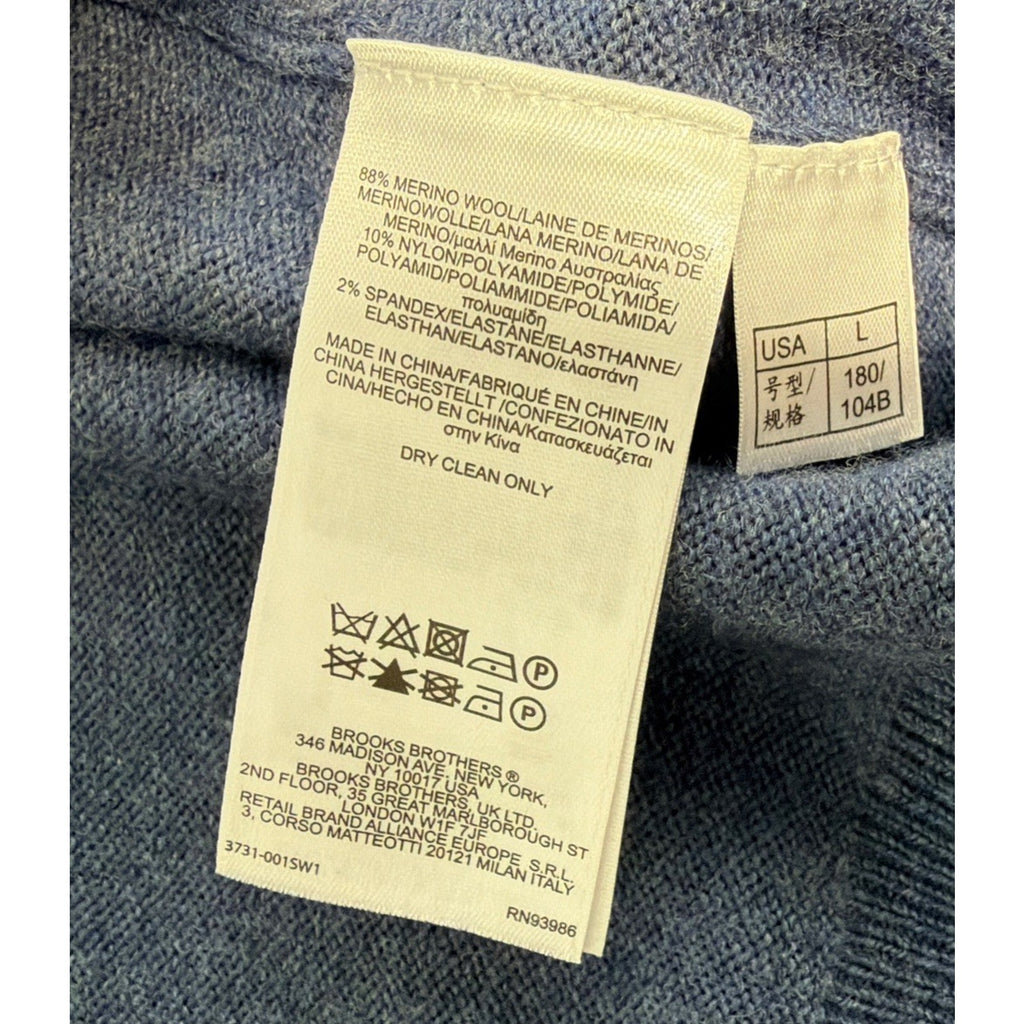 88% MERINO WOOL/LAINE DE MERINOS/
MERINOWOLLE/LANA MERINO/LANA DE
MERINO/μαλλί Merino Αυστραλίας
10% NYLON/POLYAMIDE/POLYMIDE/
POLYAMID/POLIAMMIDE/POLIAMIDA/
πολυαμίδη
2% SPANDEX/ELASTANE/ELASTHANNE/
ELASTHAN/ELASTANO/ελαστάνη
MADE IN CHINA/FABRIQUÉ EN CHINE/IN
CHINA HERGESTELLT /CONFEZIONATO IN
CINA/HECHO EN CHINA/Κατασκευάζεται
στην Κίνα
DRY CLEAN ONLY
P
P
BROOKS BROTHERS ®
346 MADISON AVE, NEW YORK,
NY 10017 USA
BROOKS BROTHERS, UK LTD,
2ND FLOOR, 35 GREAT MARLBOROUGH ST
LONDON W1F 7JF
RETAIL BRAND ALLIANCE EUROPE S.R.L.
3, CORSO MATTEOTTI 20121 MILAN ITALY
3731-001SW1
RN93986
USA L
号型/ 180/
规格 104B